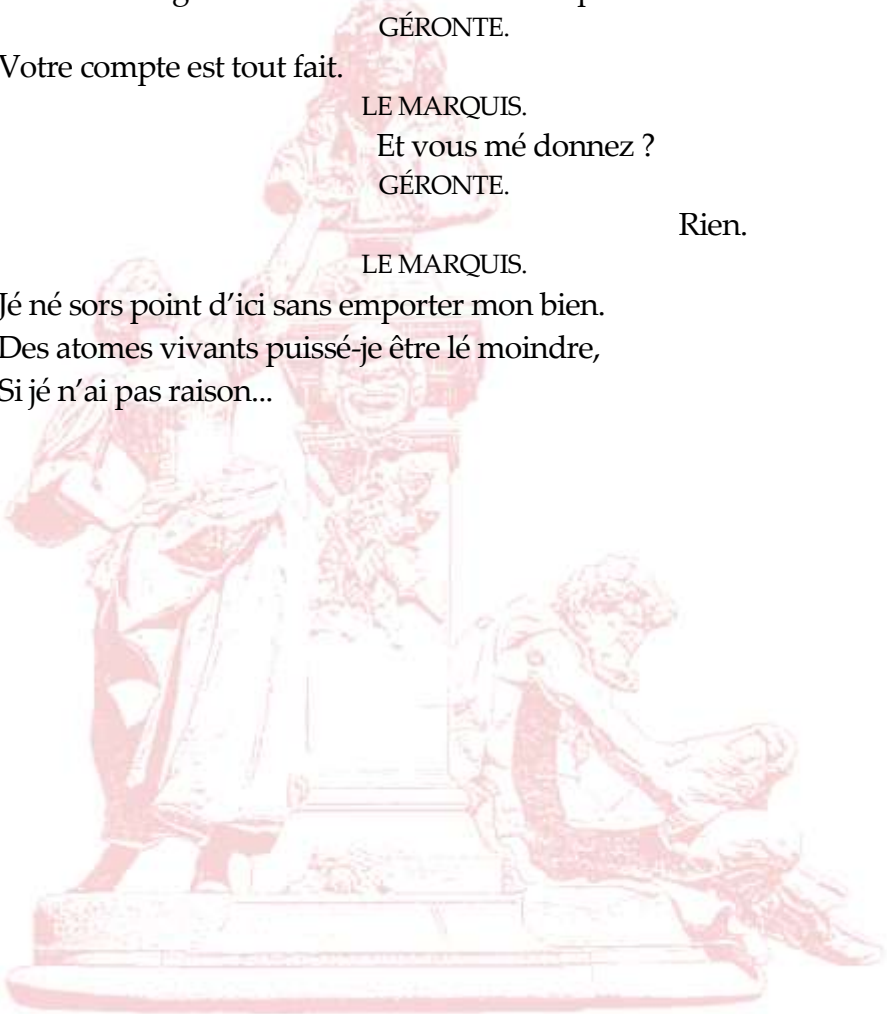 GÉRONTE.
Votre compte est tout fait.
LE MARQUIS.
Et vous mé donnez ?
GÉRONTE.
Rien.
LE MARQUIS.
Jé né sors point d’ici sans emporter mon bien.
Des atomes vivants puissé-je être lé moindre,
Si jé n’ai pas raison...